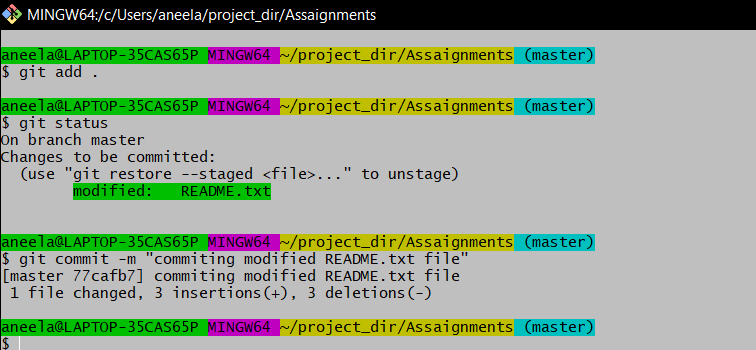 MINGW64:/c/Users/aneela/project_dir/Assaignments
aneela@LAPTOP-35CAS65P MINGW64 ~/project_dir/Assaignments (master)
$ git add .
aneela@LAPTOP-35CAS65P MINGW64 ~/project_dir/Assaignments (master)
$ git status
On branch master
Changes to be committed:
  (use "git restore --staged <file>..." to unstage)
        modified:   README.txt
aneela@LAPTOP-35CAS65P MINGW64 ~/project_dir/Assaignments (master)
$ git commit -m "commiting modified README.txt file"
[master 77cafb7] commiting modified README.txt file
 1 file changed, 3 insertions(+), 3 deletions(-)
aneela@LAPTOP-35CAS65P MINGW64 ~/project_dir/Assaignments (master)
$